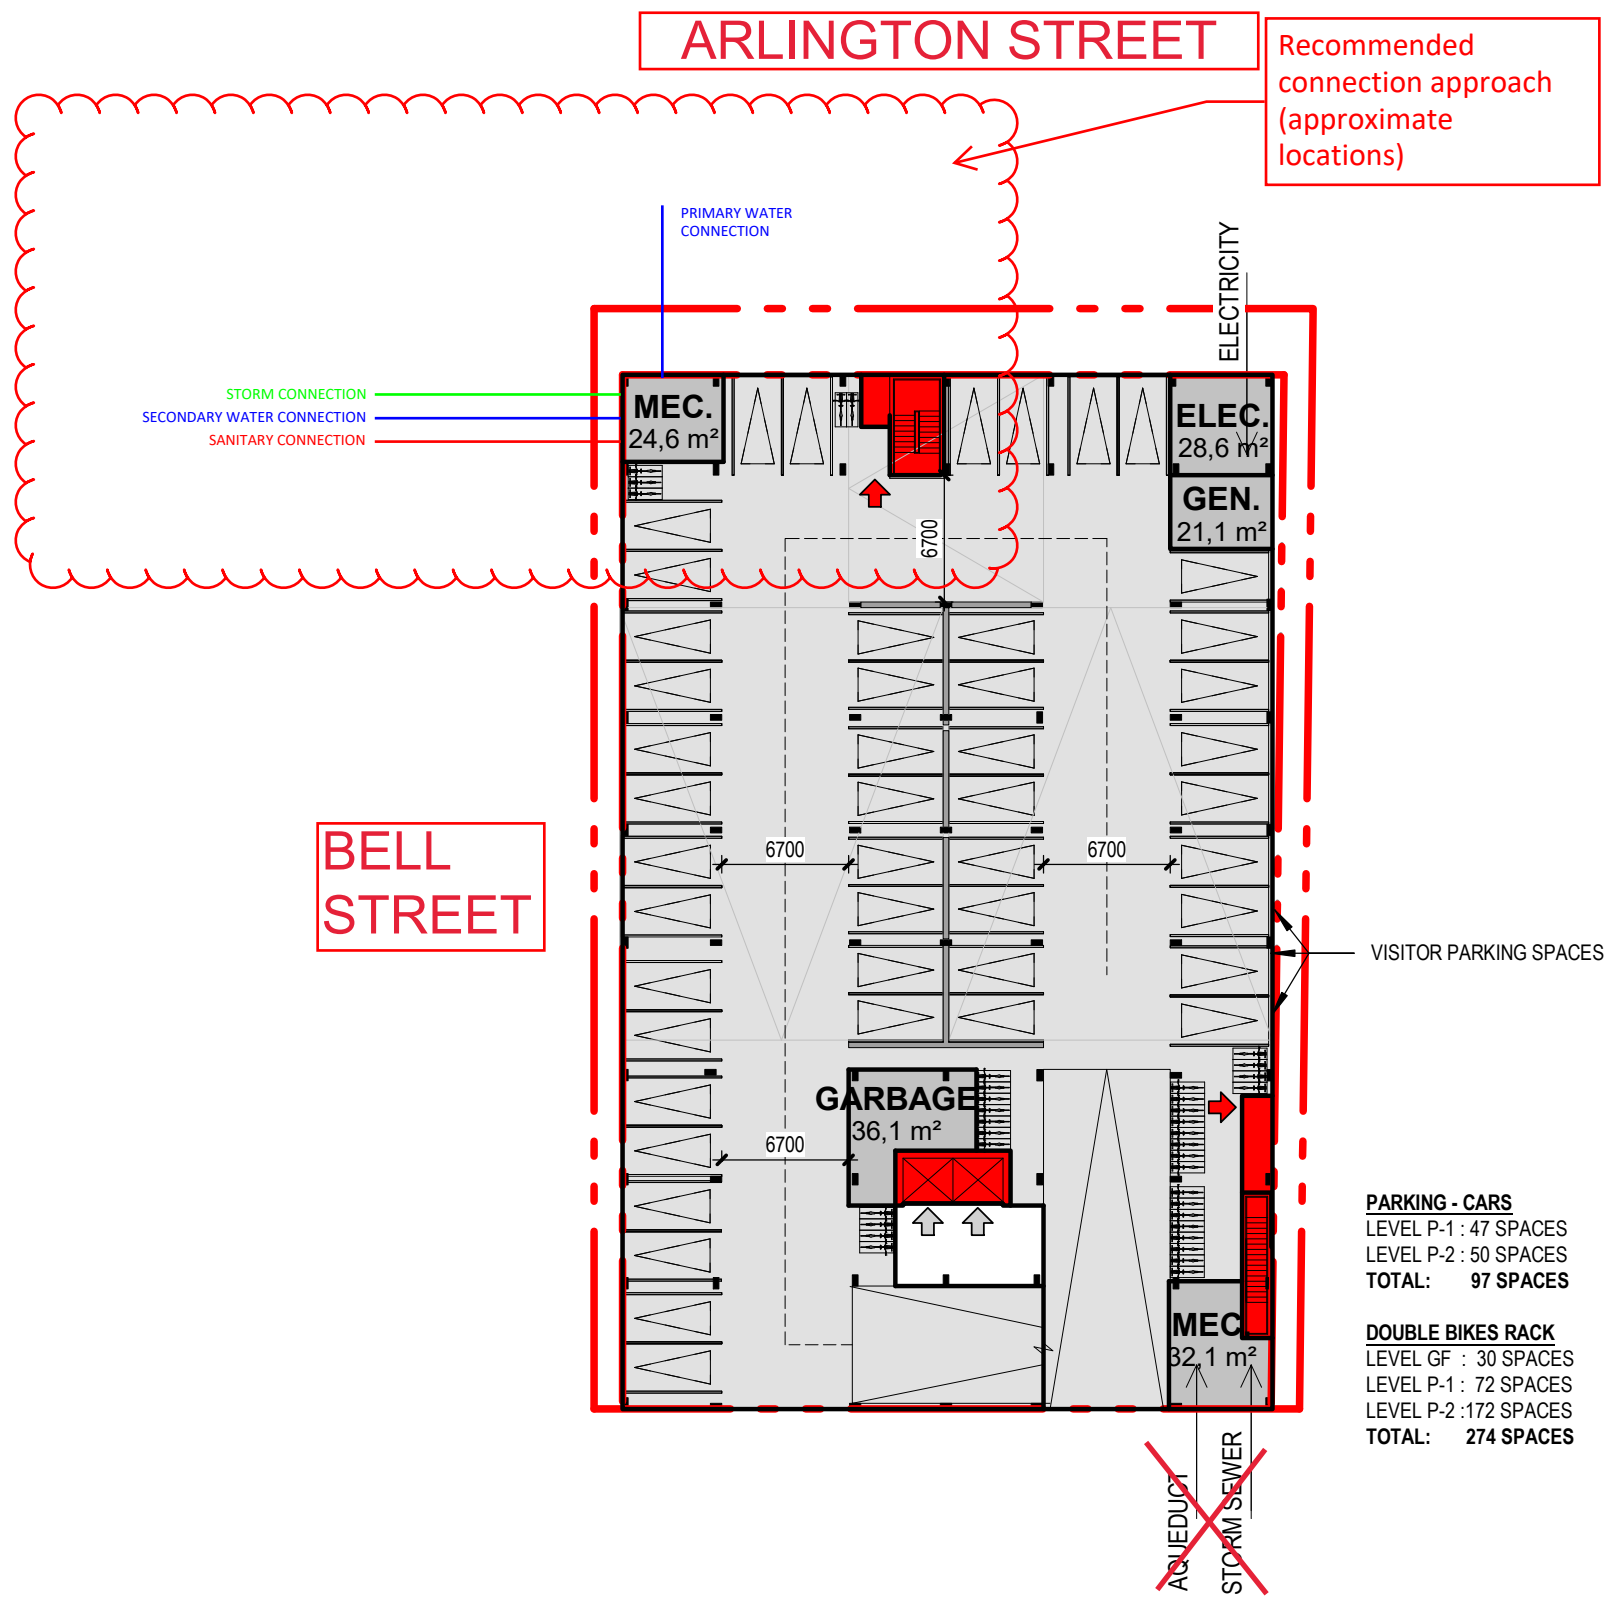 ARLINGTON STREET
Recommended
connection approach
(approximate
locations)
PRIMARY WATER
CONNECTION
ELECTRICITY
STORM CONNECTION
SECONDARY WATER CONNECTION
SANITARY CONNECTION
MEC.
24,6 m²
ELEC.
28,6 m²
GEN.
21,1 m²
6700
BELL
STREET
6700
6700
VISITOR PARKING SPACES
GARBAGE
36,1 m²
6700
MEC
32,1 m²
PARKING - CARS
LEVEL P-1 : 47 SPACES
LEVEL P-2 : 50 SPACES
TOTAL: 97 SPACES
DOUBLE BIKES RACK
LEVEL GF : 30 SPACES
LEVEL P-1 : 72 SPACES
LEVEL P-2 :172 SPACES
TOTAL: 274 SPACES
AQUEDUCT
STORM SEWER